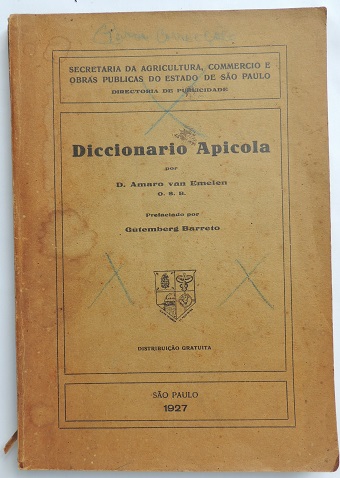 SECRETARIA DA AGRICULTURA, COMMERCIO E
OBRAS PUBLICAS DO ESTADO DE SÃO PAULO
DIRECTORIA DE PUBLICIDADE
Diccionario Apicola
por
D. Amaro van Emelen
O. S. B.
Prefaciado por
Gutemberg Barreto
DISTRIBUIÇÃO GRATUITA
SÃO PAULO
1927